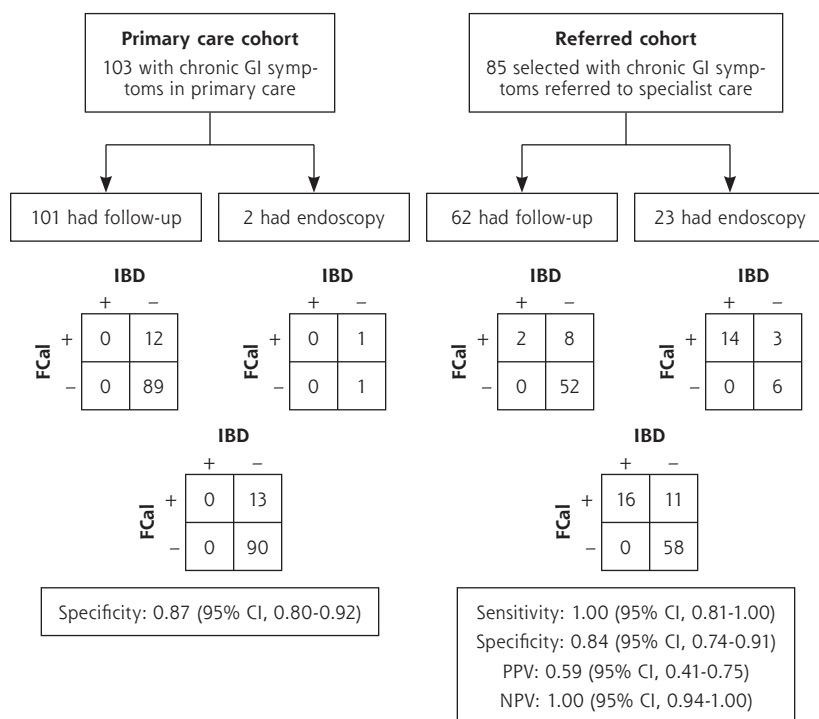 Primary care cohort
103 with chronic GI symp-
toms in primary care
Referred cohort
85 selected with chronic GI symp-
toms referred to specialist care
101 had follow-up
2 had endoscopy
62 had follow-up
23 had endoscopy
IBD
+ –
FCal
+ 0 12
– 0 89
IBD
+ –
FCal
+ 0 1
– 0 1
IBD
+ –
FCal
+ 2 8
– 0 52
IBD
+ –
FCal
+ 14 3
– 0 6
IBD
+ –
FCal
+ 0 13
– 0 90
IBD
+ –
FCal
+ 16 11
– 0 58
Specificity: 0.87 (95% CI, 0.80-0.92)
Sensitivity: 1.00 (95% CI, 0.81-1.00)
Specificity: 0.84 (95% CI, 0.74-0.91)
PPV: 0.59 (95% CI, 0.41-0.75)
NPV: 1.00 (95% CI, 0.94-1.00)